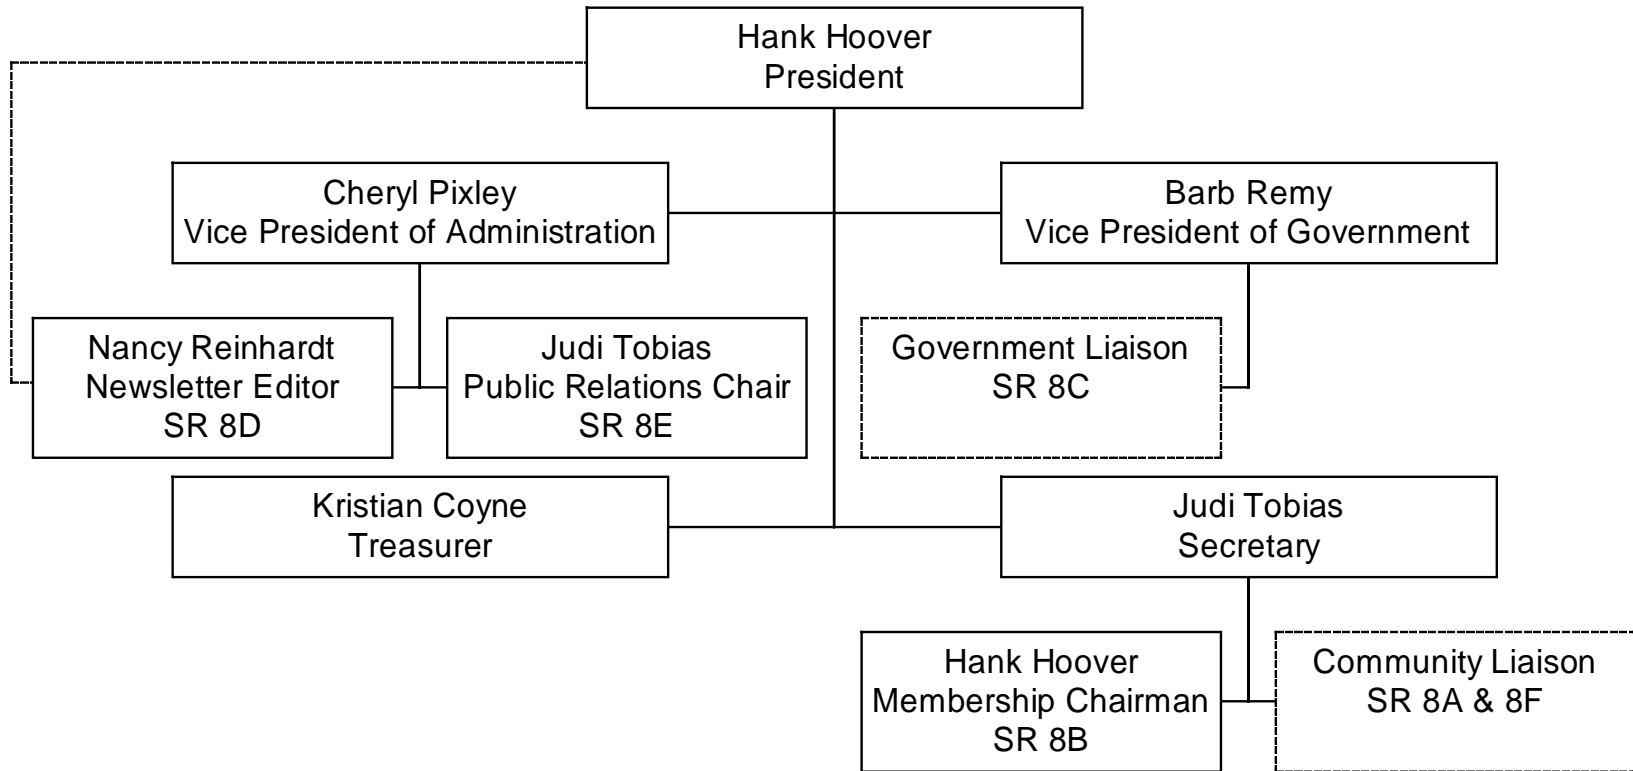 Hank Hoover
President
Cheryl Pixley
Vice President of Administration
Barb Remy
Vice President of Government
Nancy Reinhardt
Newsletter Editor
SR 8D
Judi Tobias
Public Relations Chair
SR 8E
Government Liaison
SR 8C
Kristian Coyne
Treasurer
Judi Tobias
Secretary
Hank Hoover
Membership Chairman
SR 8B
Community Liaison
SR 8A & 8F